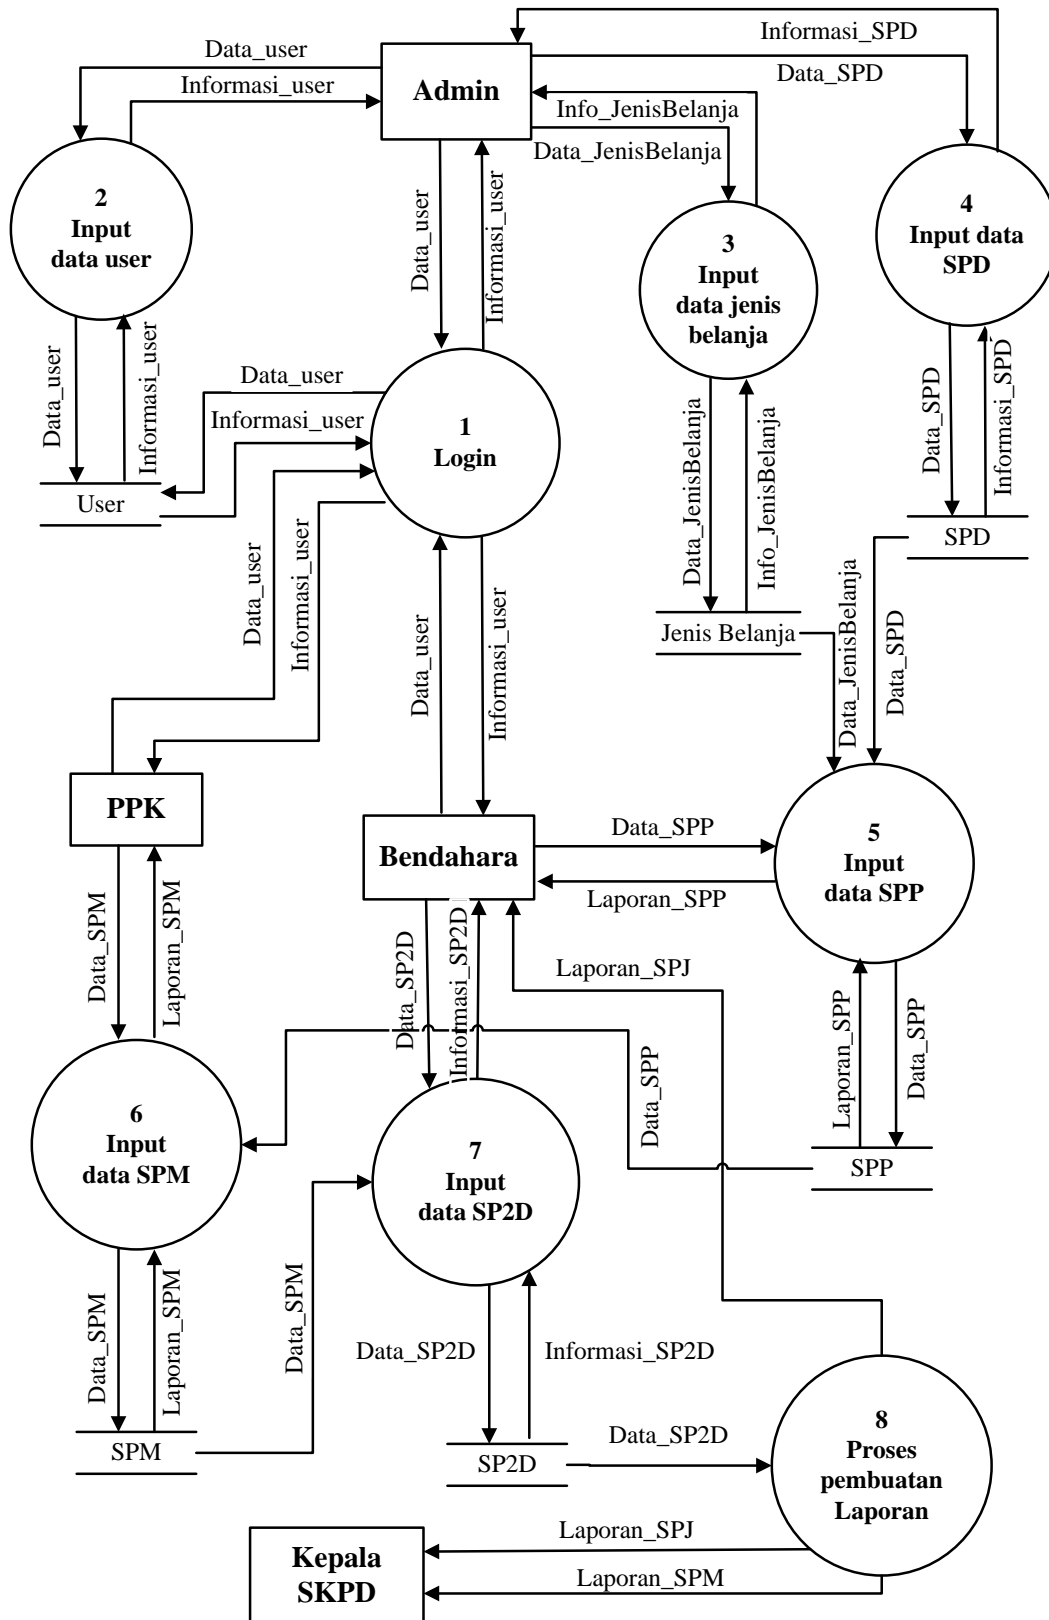 Informasi_SPD
Data_user
Data_SPD
Informasi_user
Admin
Info_JenisBelanja
Data_JenisBelanja
2
Input
data user
4
Input data
SPD
3
Input
data jenis
belanja
Data_user
Informasi_user
Data_user
Informasi_user
Data_user
Informasi_user
1
Login
Data_SPD
Informasi_SPD
Data_JenisBelanja
Info_JenisBelanja
User
SPD
Data_user
Informasi_user
Data_user
Informasi_user
Jenis Belanja
Data_JenisBelanja
Data_SPD
PPK
Bendahara
Data_SPP
Laporan_SPP
5
Input
data SPP
Data_SPM
Laporan_SPM
Data_SP2D
Informasi_SP2D
Laporan_SPJ
Data_SPP
Laporan_SPP
Data_SPP
6
Input
data SPM
7
Input
data SP2D
SPP
Data_SPM
Laporan_SPM
Data_SPM
Data_SP2D
Informasi_SP2D
SPM
SP2D
Data_SP2D
8
Proses
pembuatan
Laporan
Kepala
SKPD
Laporan_SPJ
Laporan_SPM